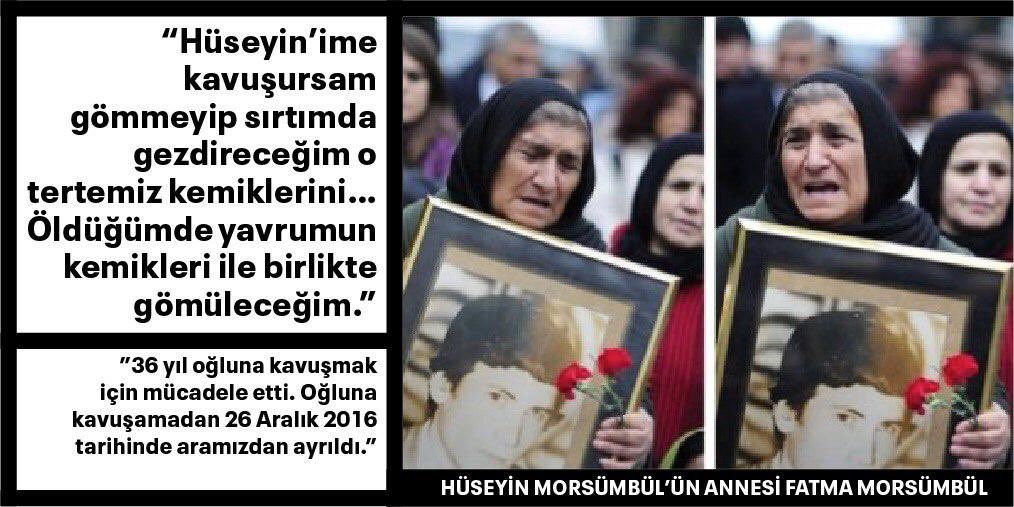 “Hüseyin’ime
kavuşursam
gömmeyip sırtımda
gezdireceğim o
tertemiz kemiklerini...
Öldüğümde yavrumun
kemikleri ile birlikte
gömüleceğim.”
”36 yıl oğluna kavuşmak
için mücadele etti. Oğluna
kavuşamadan 26 Aralık 2016
tarihinde aramızdan ayrıldı.”
HÜSEYİN MORSÜMBÜL’ÜN ANNESİ FATMA MORSÜMBÜL